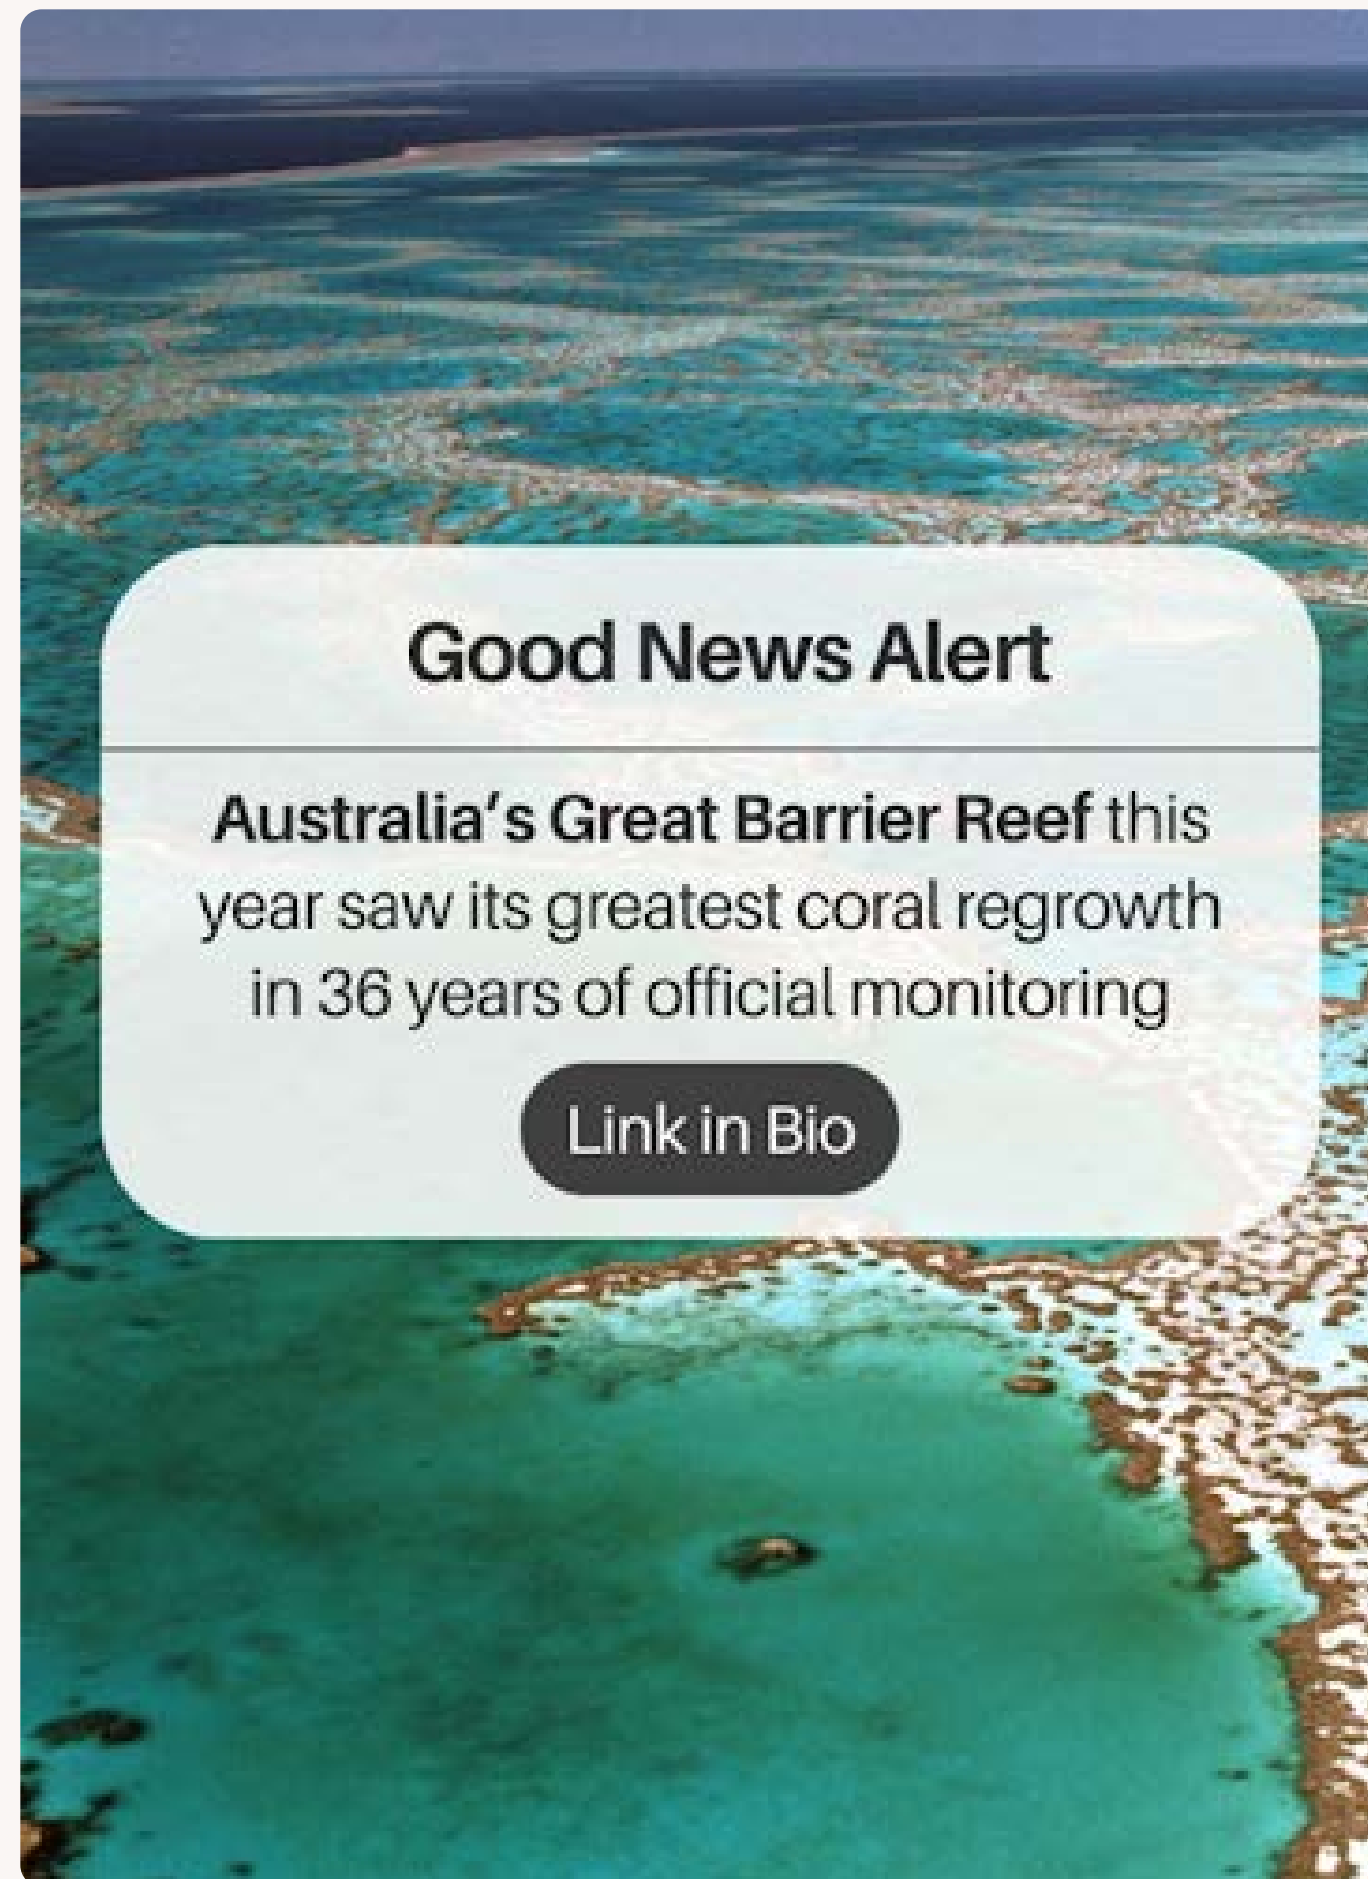 Good News Alert
Australia’s Great Barrier Reef this
year saw its greatest coral regrowth
in 36 years of official monitoring
Link in Bio